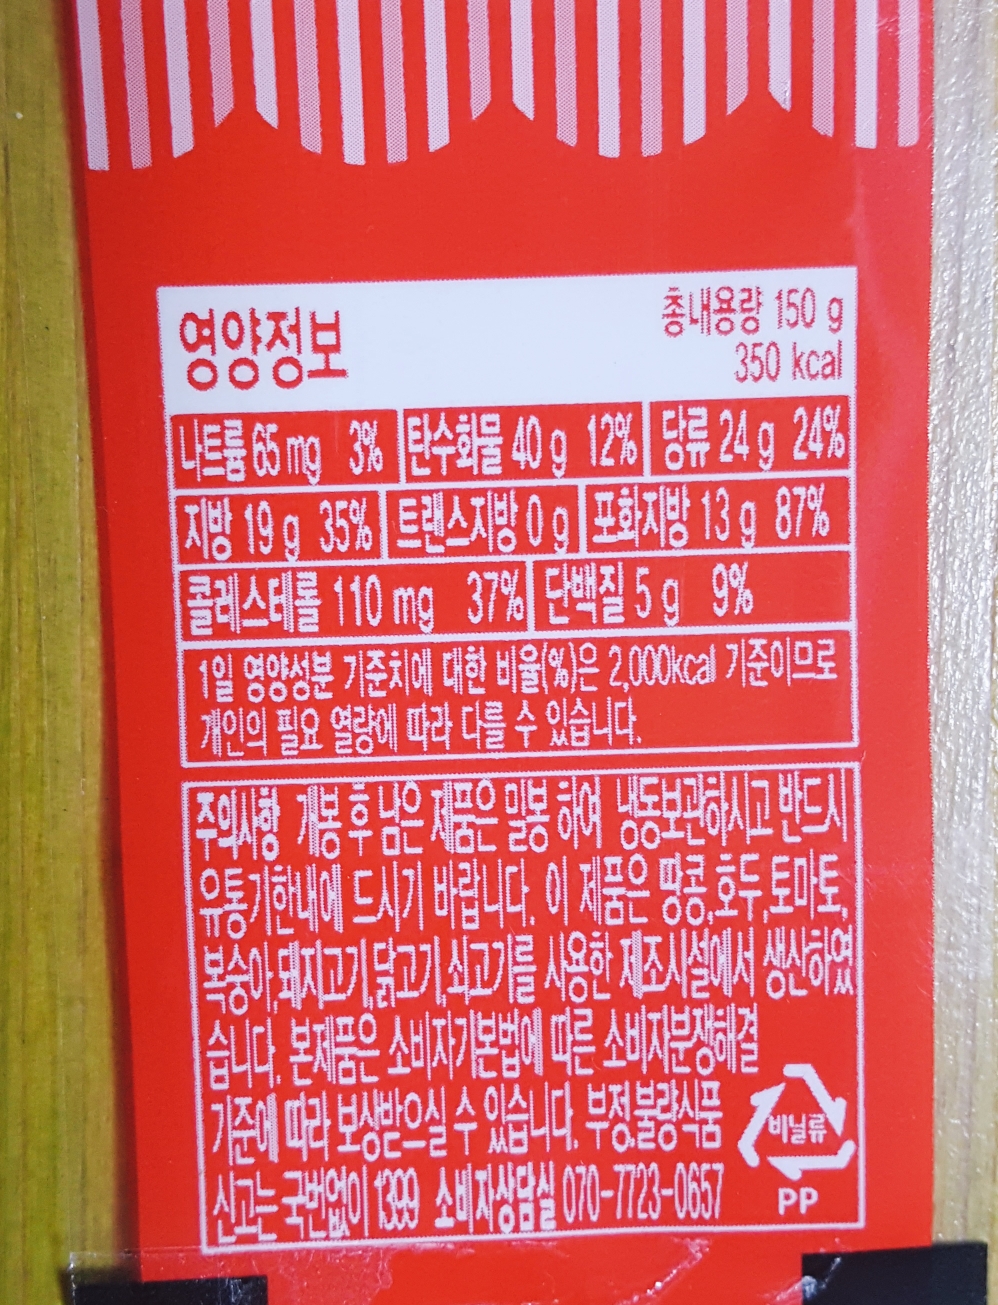 영양정보
총내용량 150 g
350 kcal
나트륨 65 mg 3% 탄수화물 40 g 12% 당류 24 g 24%
지방 19 g 35% 트랜스지방 0 g 포화지방 13 g 87%
콜레스테롤 110 mg 37% 단백질 5 g 9%
1일 영양성분 기준치에 대한 비율(%)은 2,000kcal 기준이므로
개인의 필요 열량에 따라 다를 수 있습니다.
주의사항 개봉 후 남은 제품은 밀봉 하여 냉동보관하시고 반드시
유통기한내에 드시기 바랍니다. 이 제품은 땅콩,호두,토마토,
복숭아,돼지고기,닭고기,쇠고기를 사용한 제조시설에서 생산하였
습니다. 본제품은 소비자기본법에 따른 소비자분쟁해결
기준에 따라 보상받으실 수 있습니다. 부정,불량식품
신고는 국번없이 1399 소비자상담실 070-7723-0657
비닐류
PP